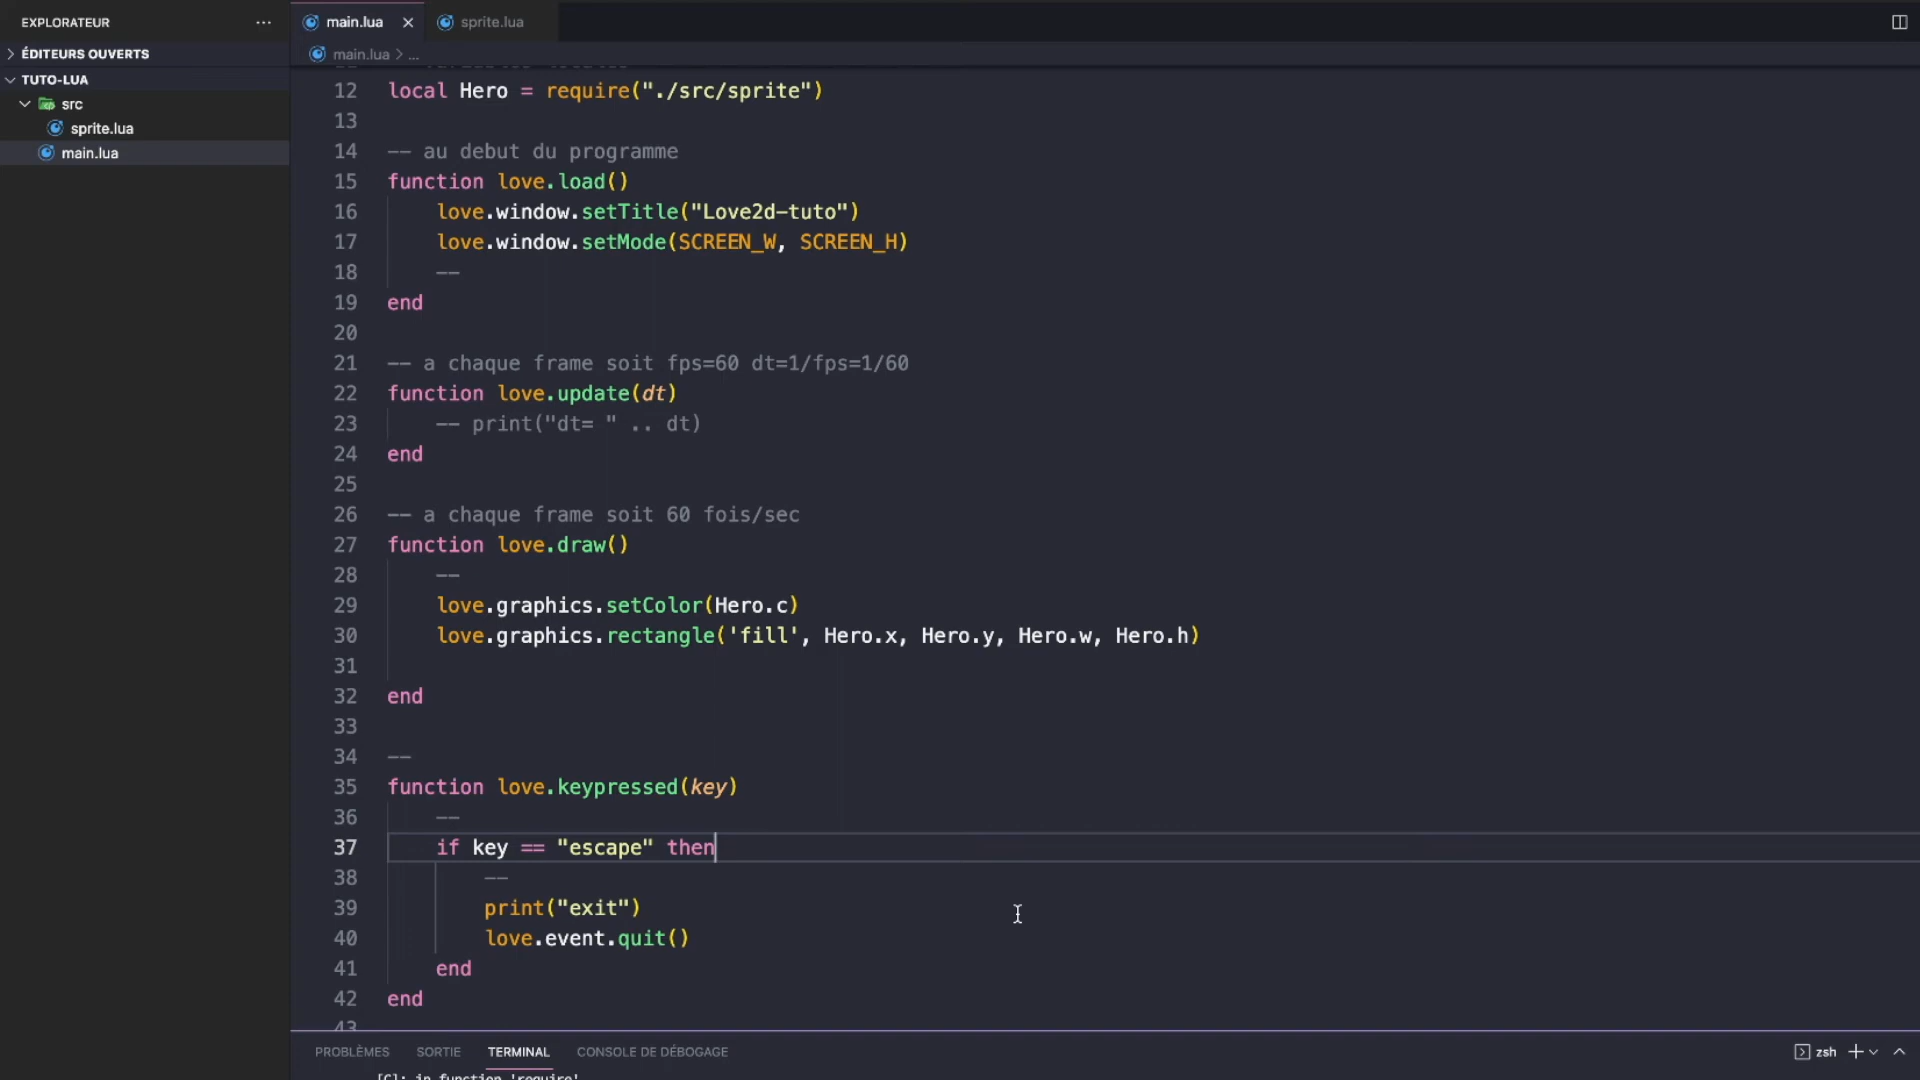 EXPLORATEUR
ÉDITEURS OUVERTS
TUTO-LUA
src
sprite.lua
main.lua
main.lua
sprite.lua
main.lua > ...
12 local Hero = require("./src/sprite")
13
14 -- au debut du programme
15 function love.load()
16 love.window.setTitle("Love2d-tuto")
17 love.window.setMode(SCREEN_W, SCREEN_H)
18 --
19 end
20
21 -- a chaque frame soit fps=60 dt=1/fps=1/60
22 function love.update(dt)
23 -- print("dt= " .. dt)
24 end
25
26 -- a chaque frame soit 60 fois/sec
27 function love.draw()
28 --
29 love.graphics.setColor(Hero.c)
30 love.graphics.rectangle('fill', Hero.x, Hero.y, Hero.w, Hero.h)
31
32 end
33
34 --
35 function love.keypressed(key)
36 --
37 if key == "escape" then
38 --
39 print("exit")
40 love.event.quit()
41 end
42 end
43
PROBLÈMES
SORTIE
TERMINAL
CONSOLE DE DÉBOGAGE
zsh
[C]: in function 'require'